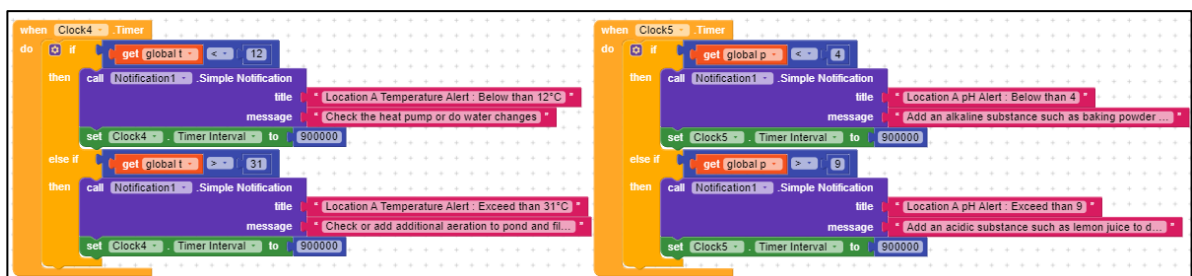 when Clock4 .Timer
do if get global t < 12
then call Notification1 .Simple Notification
title " Location A Temperature Alert : Below than 12°C "
message " Check the heat pump or do water changes "
set Clock4 . Timer Interval to 900000
else if get global t > 31
then call Notification1 .Simple Notification
title " Location A Temperature Alert : Exceed than 31°C "
message " Check or add additional aeration to pond and fil... "
set Clock4 . Timer Interval to 900000
when Clock5 .Timer
do if get global p < 4
then call Notification1 .Simple Notification
title " Location A pH Alert : Below than 4 "
message " Add an alkaline substance such as baking powder ... "
set Clock5 . Timer Interval to 900000
else if get global p > 9
then call Notification1 .Simple Notification
title " Location A pH Alert : Exceed than 9 "
message " Add an acidic substance such as lemon juice to d... "
set Clock5 . Timer Interval to 900000